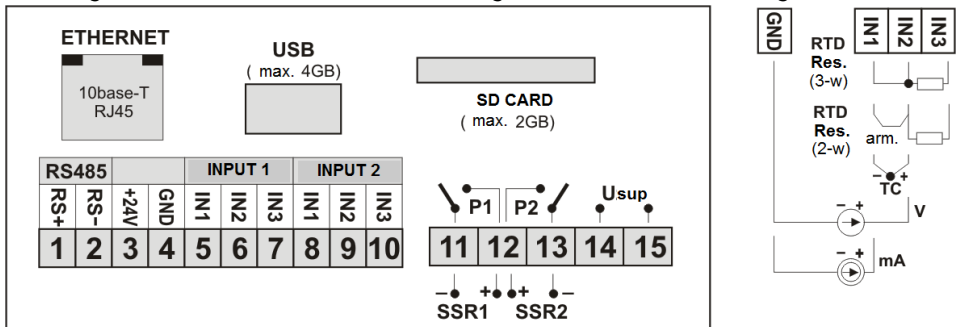 ETHERNET
10base-T
RJ45
USB
( max. 4GB)
SD CARD
( max. 2GB)
RS485 INPUT 1 INPUT 2
RS+ RS- +24V GND IN1 IN2 IN3 IN1 IN2 IN3
1 2 3 4 5 6 7 8 9 10
P1 P2 Usup
11 12 13 14 15
- + + -
SSR1 SSR2
GND IN1 IN2 IN3
RTD
Res.
(3-w)
RTD
Res.
(2-w)
arm.
- +
TC
- + V
- + mA